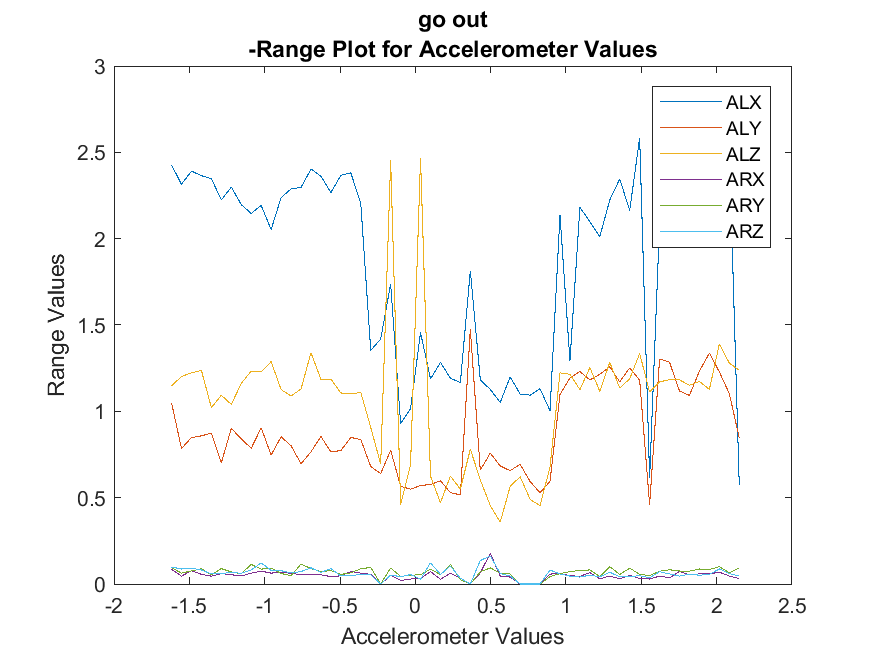 go out
-Range Plot for Accelerometer Values
3
2.5
2
1.5
1
0.5
0
-2
-1.5
-1
-0.5
0
0.5
1
1.5
2
2.5
Range Values
Accelerometer Values
ALX
ALY
ALZ
ARX
ARY
ARZ